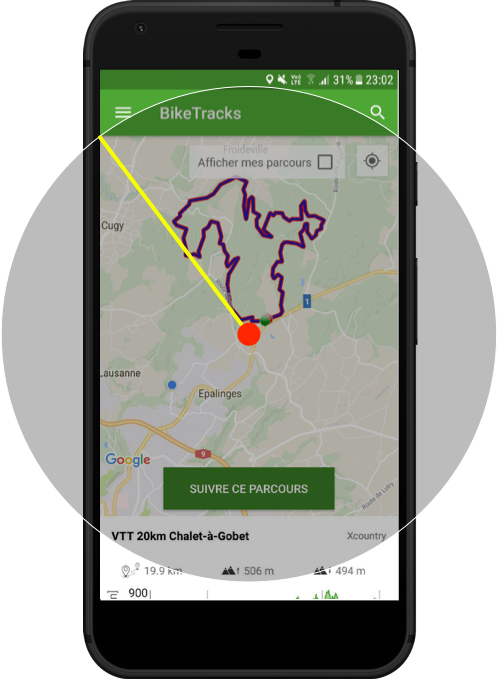 31% 23:02
BikeTracks
Froideville
Afficher mes parcours
Cugy
1
Lausanne
Epalinges
9
Google
Route de Lutry
SUIVRE CE PARCOURS
VTT 20km Chalet-à-Gobet Xcountry
19.9 km 506 m 494 m
900